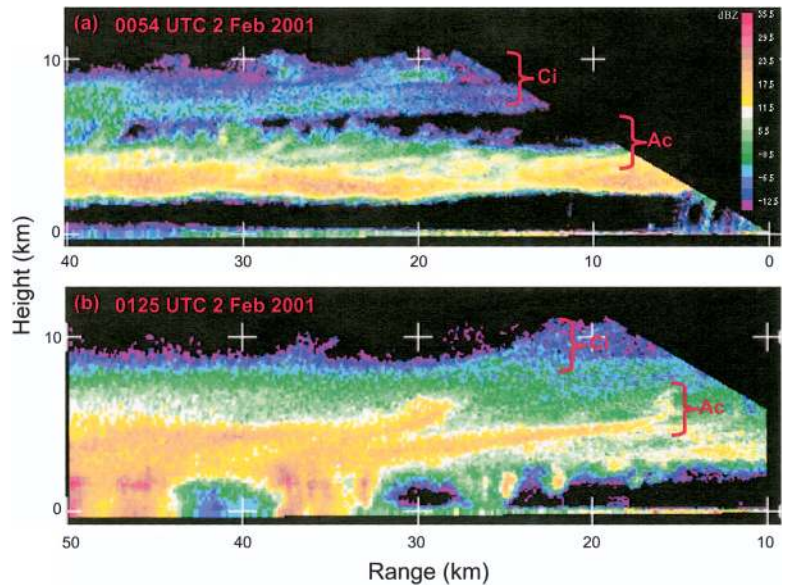 (a) 0054 UTC 2 Feb 2001
dBZ
35.5
29.5
23.5
17.5
11.5
5.5
-0.5
-6.5
-12.5
Ci
Ac
10
0
40
30
20
10
0
Height (km)
(b) 0125 UTC 2 Feb 2001
Ci
Ac
10
0
50
40
30
20
10
Range (km)